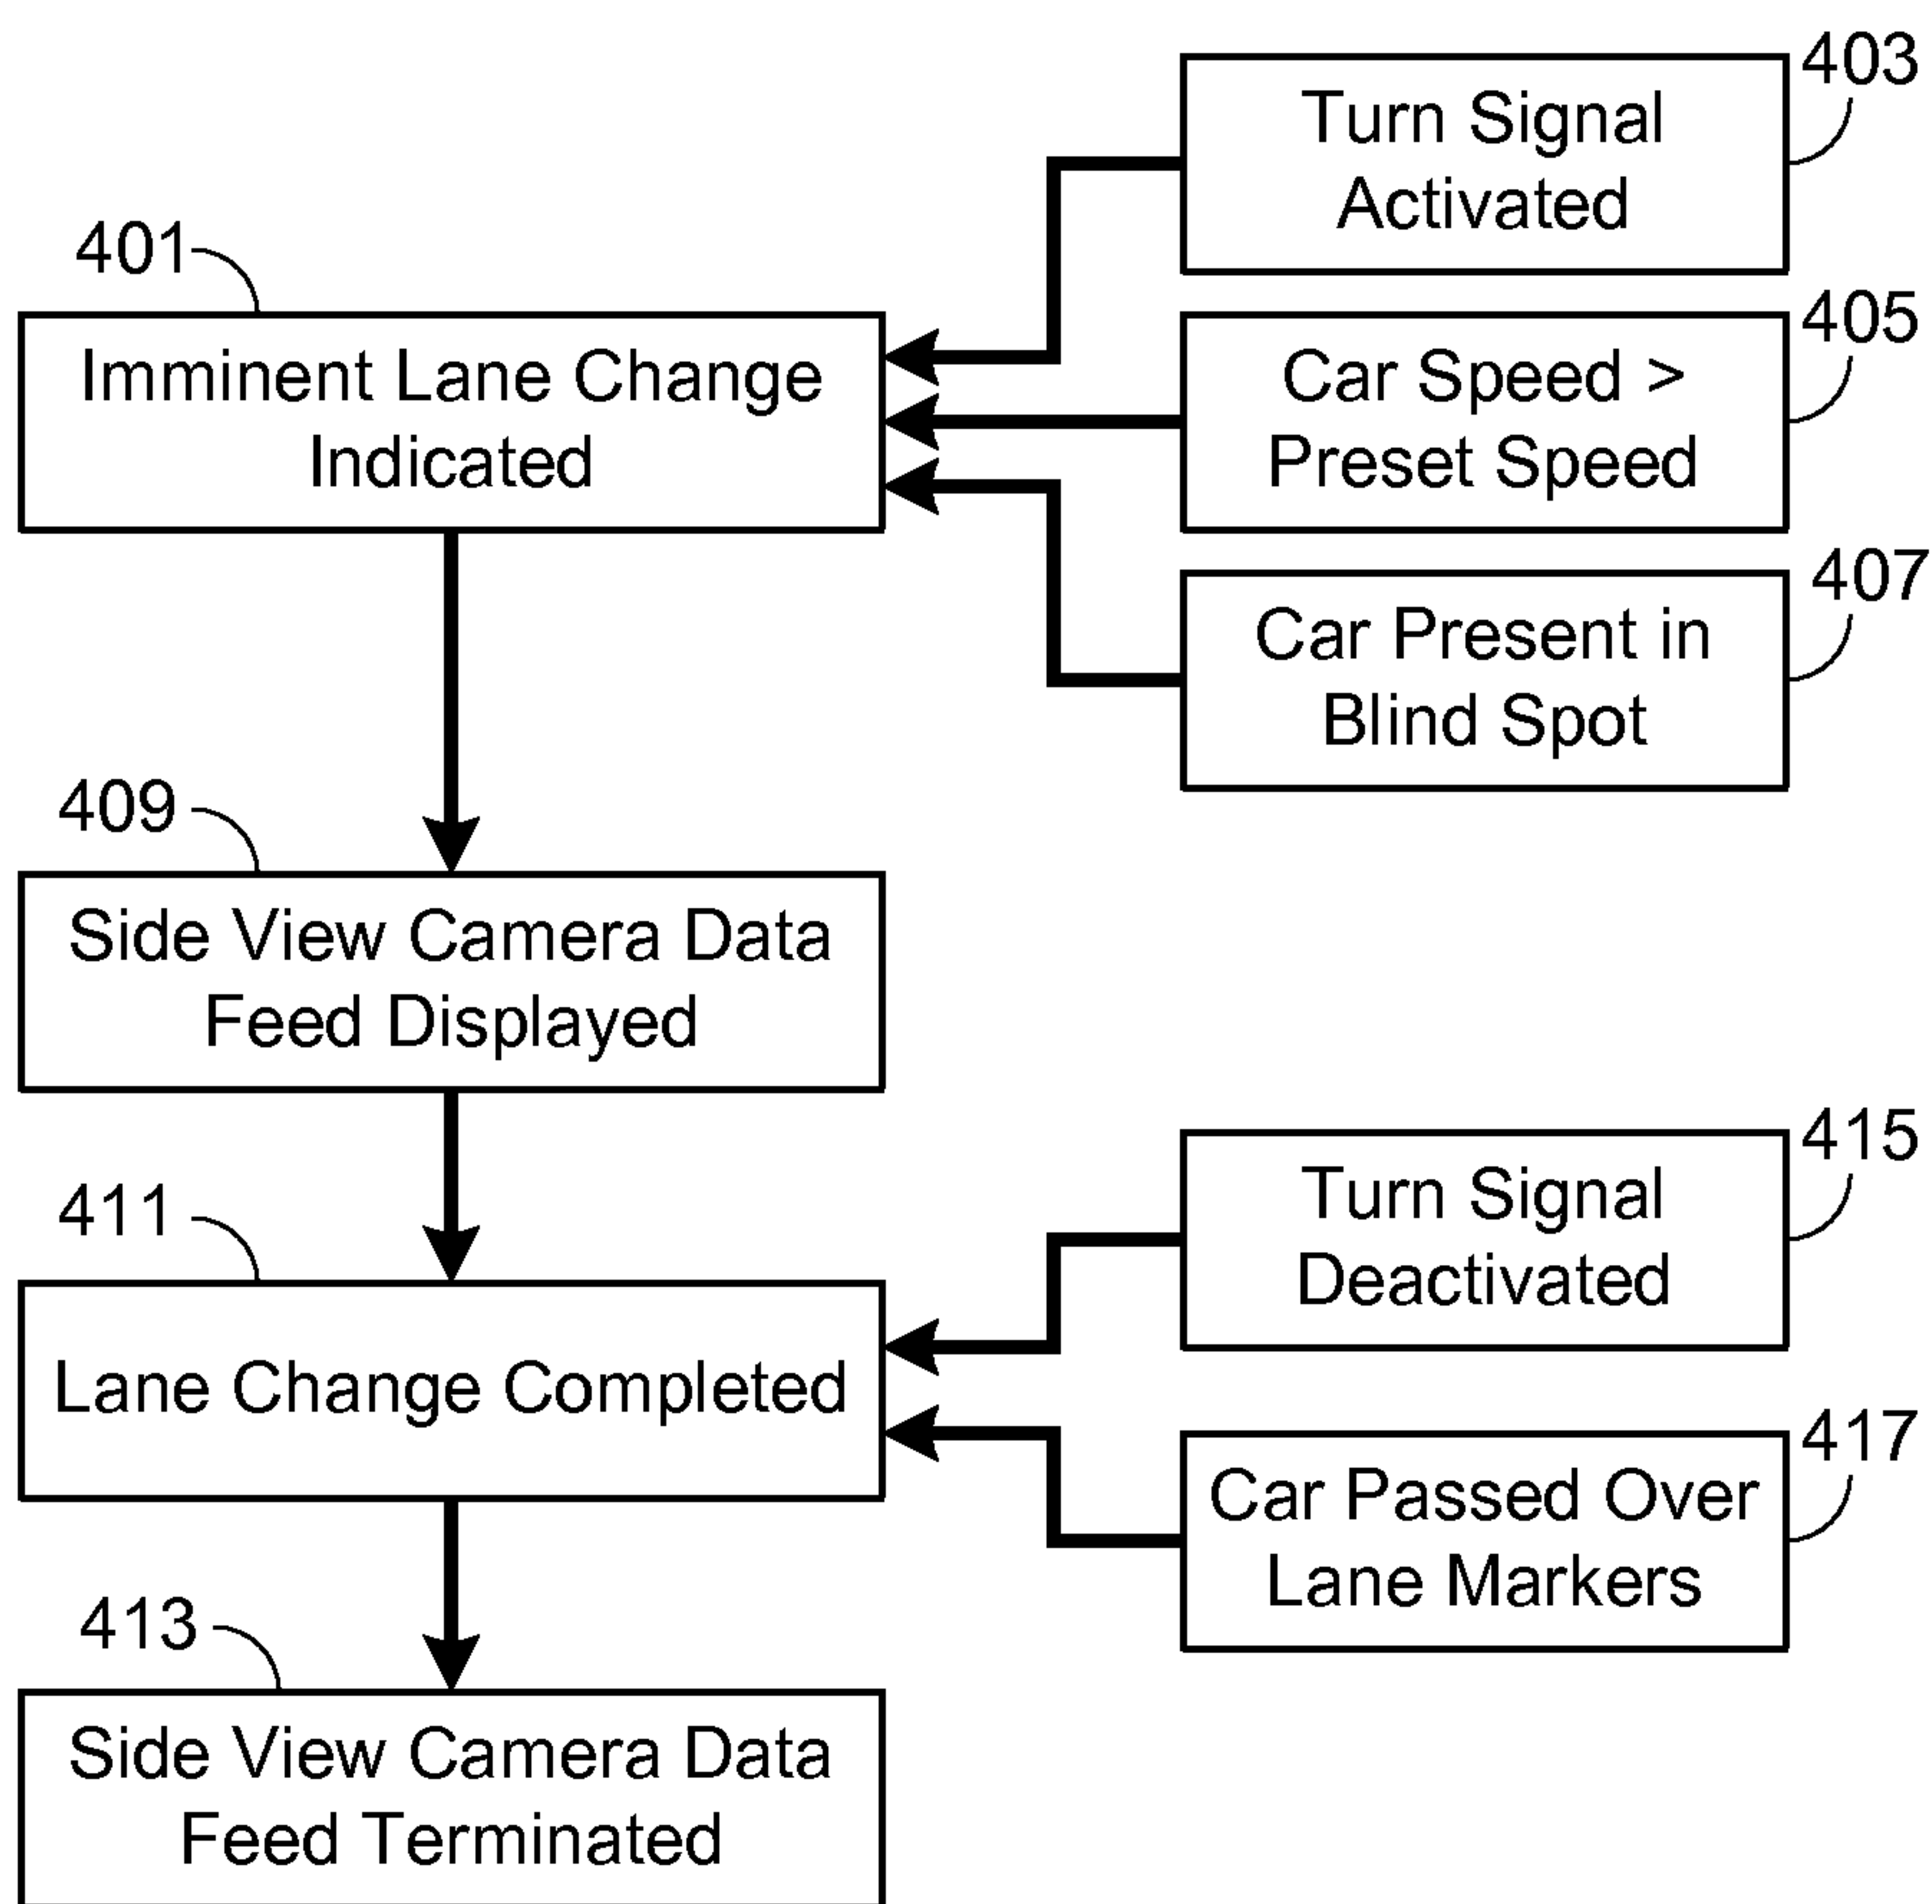 403
Turn Signal
Activated
401
Imminent Lane Change
Indicated
405
Car Speed >
Preset Speed
407
Car Present in
Blind Spot
409
Side View Camera Data
Feed Displayed
411
Lane Change Completed
415
Turn Signal
Deactivated
417
Car Passed Over
Lane Markers
413
Side View Camera Data
Feed Terminated